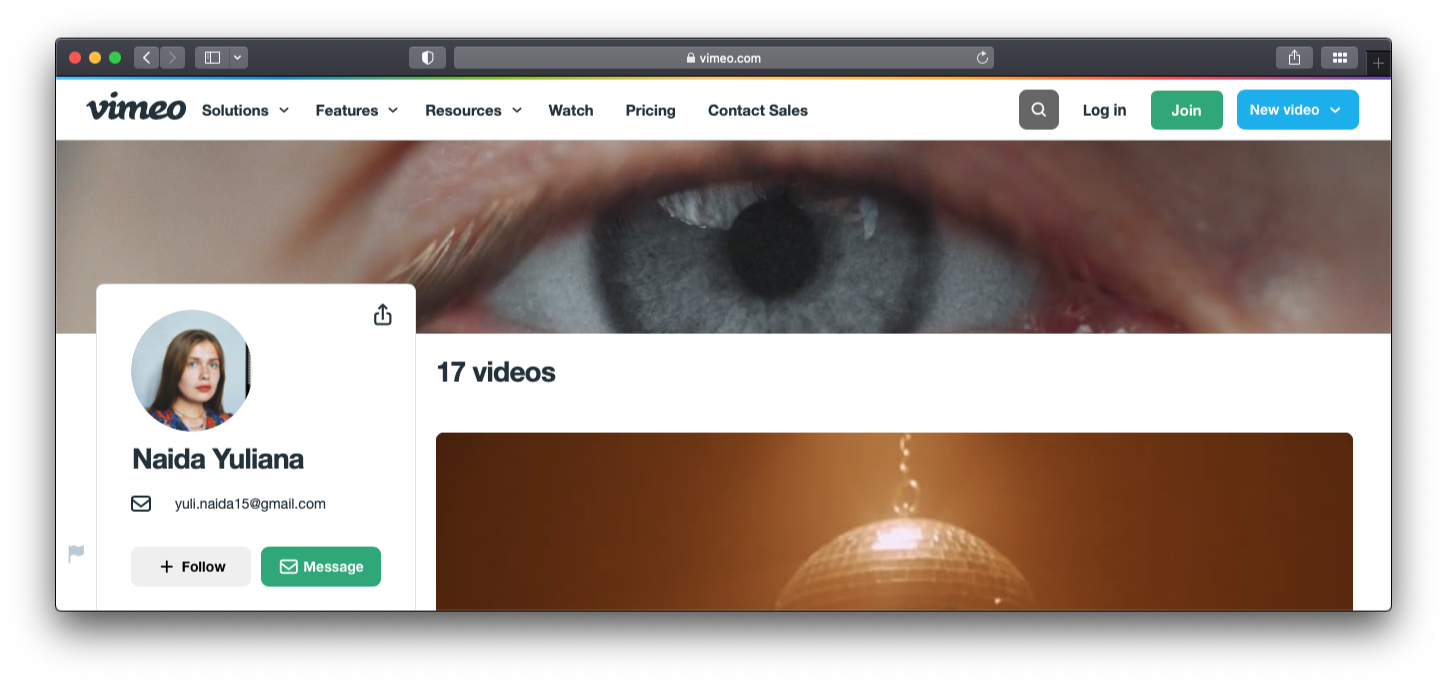 vimeo.com
vimeo Solutions Features Resources Watch Pricing Contact Sales Log in Join New video
17 videos
Naida Yuliana
yuli.naida15@gmail.com
+ Follow Message